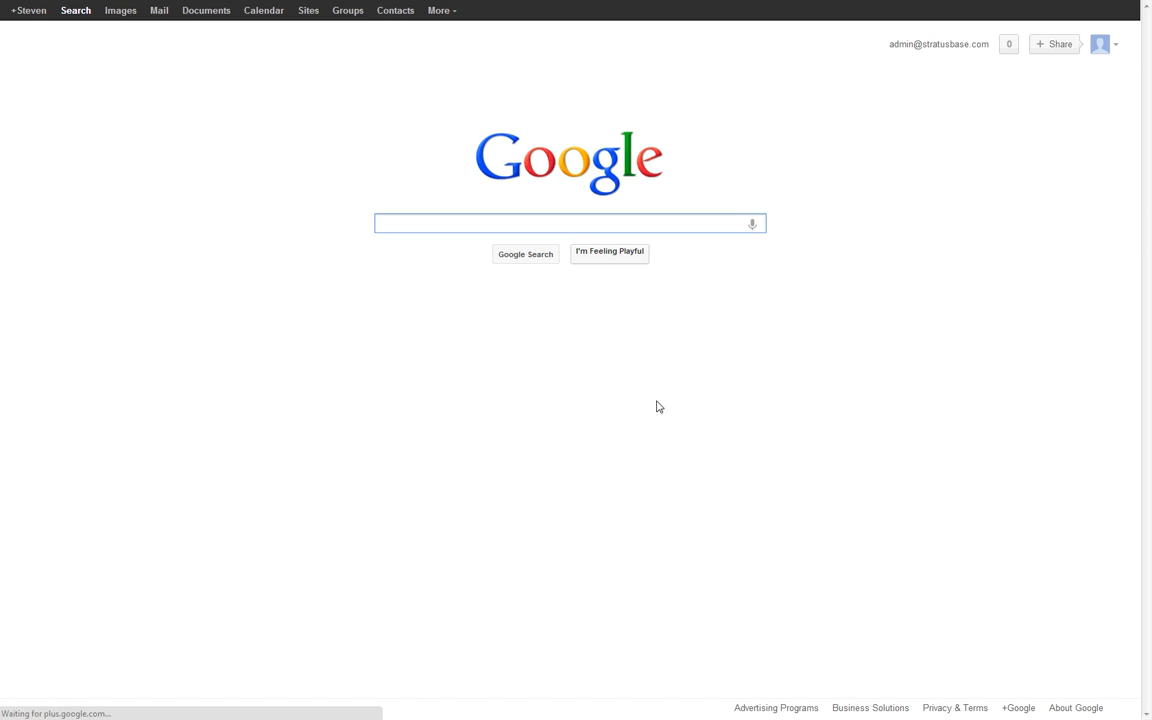 +Steven Search Images Mail Documents Calendar Sites Groups Contacts More
admin@stratusbase.com 0 + Share
Google
Google Search I'm Feeling Playful
Waiting for plus.google.com...
Advertising Programs Business Solutions Privacy & Terms +Google About Google